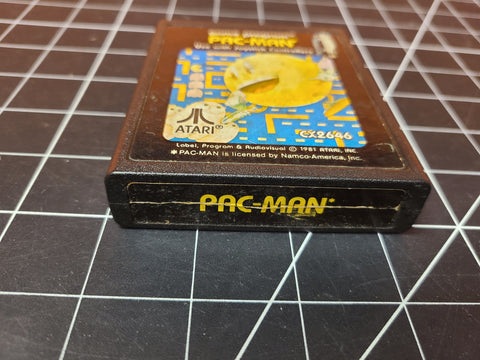 PAC-MAN*
Use with Joystick Controllers
ATARI®
CX2646
Label, Program & Audiovisual © 1981 ATARI, INC.
* PAC-MAN is licensed by Namco-America, Inc.
PAC-MAN*